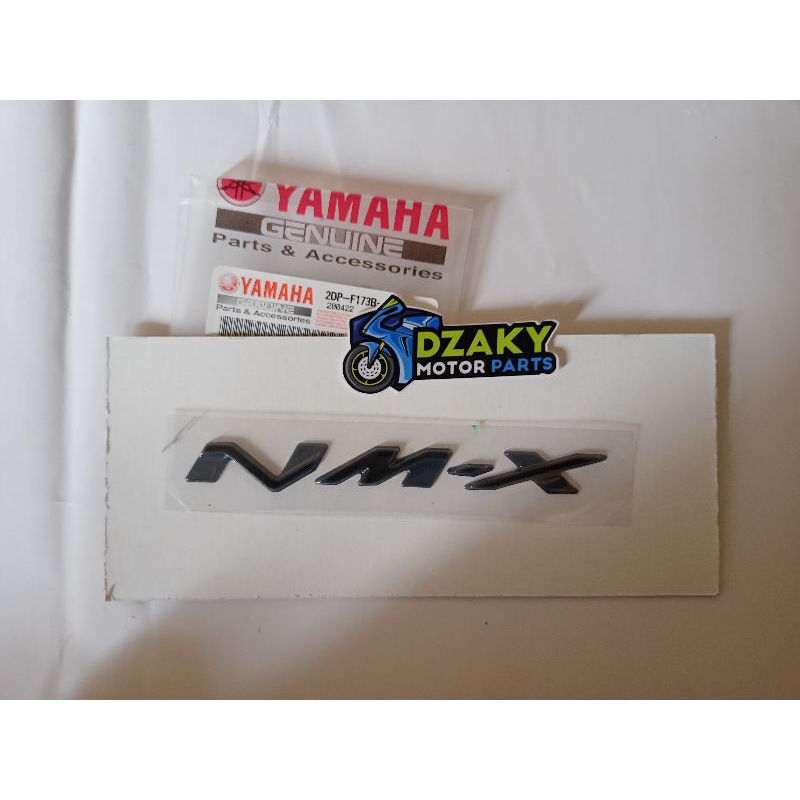 YAMAHA
GENUINE
Parts & Accessories
YAMAHA
GENUINE
Parts & Accessories
2DP-F173B-
200422
DZAKY
MOTOR PARTS
NM-X